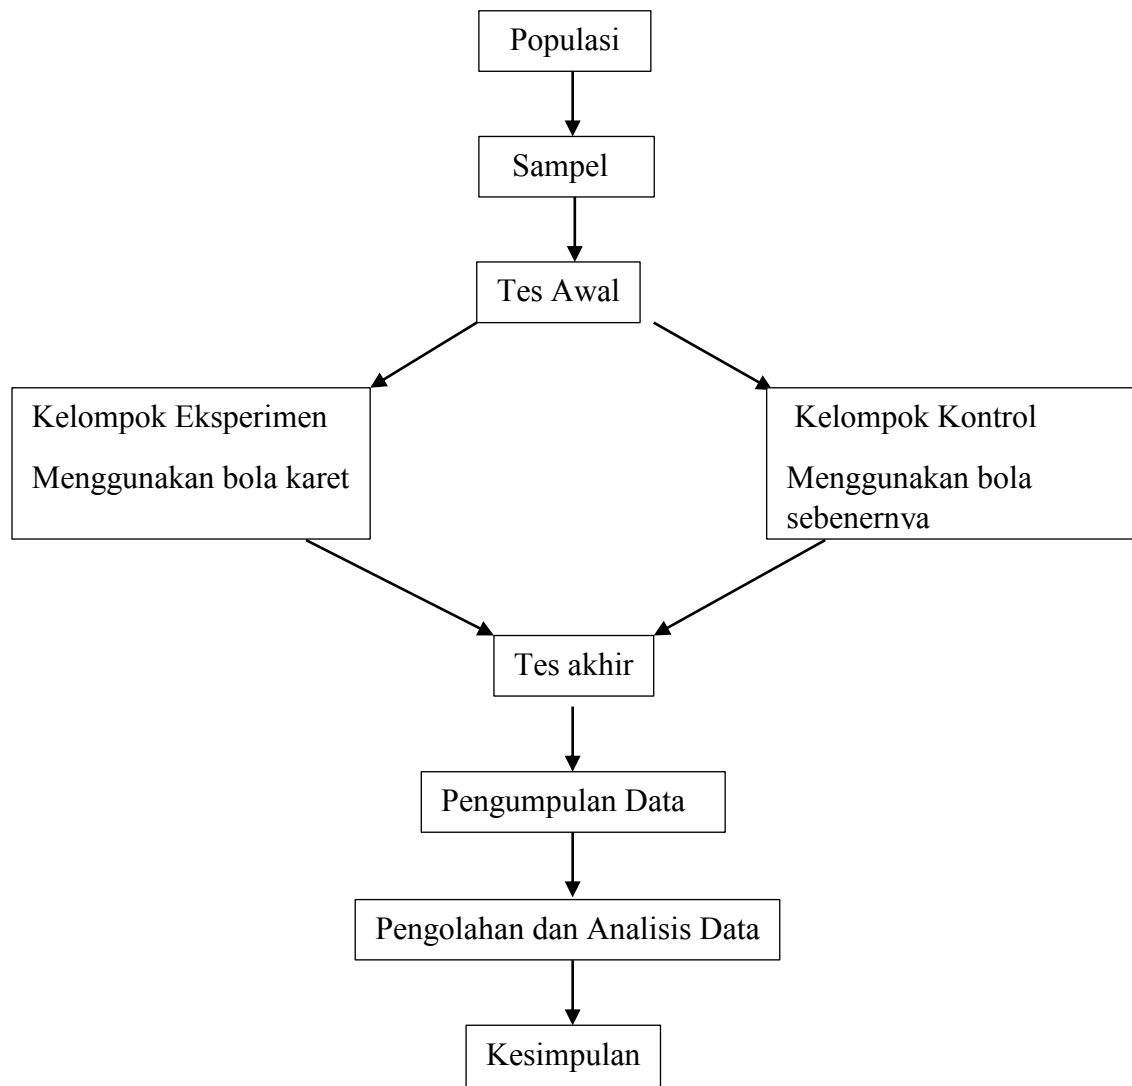 Populasi
Sampel
Tes Awal
Kelompok Eksperimen
Menggunakan bola karet
Kelompok Kontrol
Menggunakan bola
sebenernya
Tes akhir
Pengumpulan Data
Pengolahan dan Analisis Data
Kesimpulan